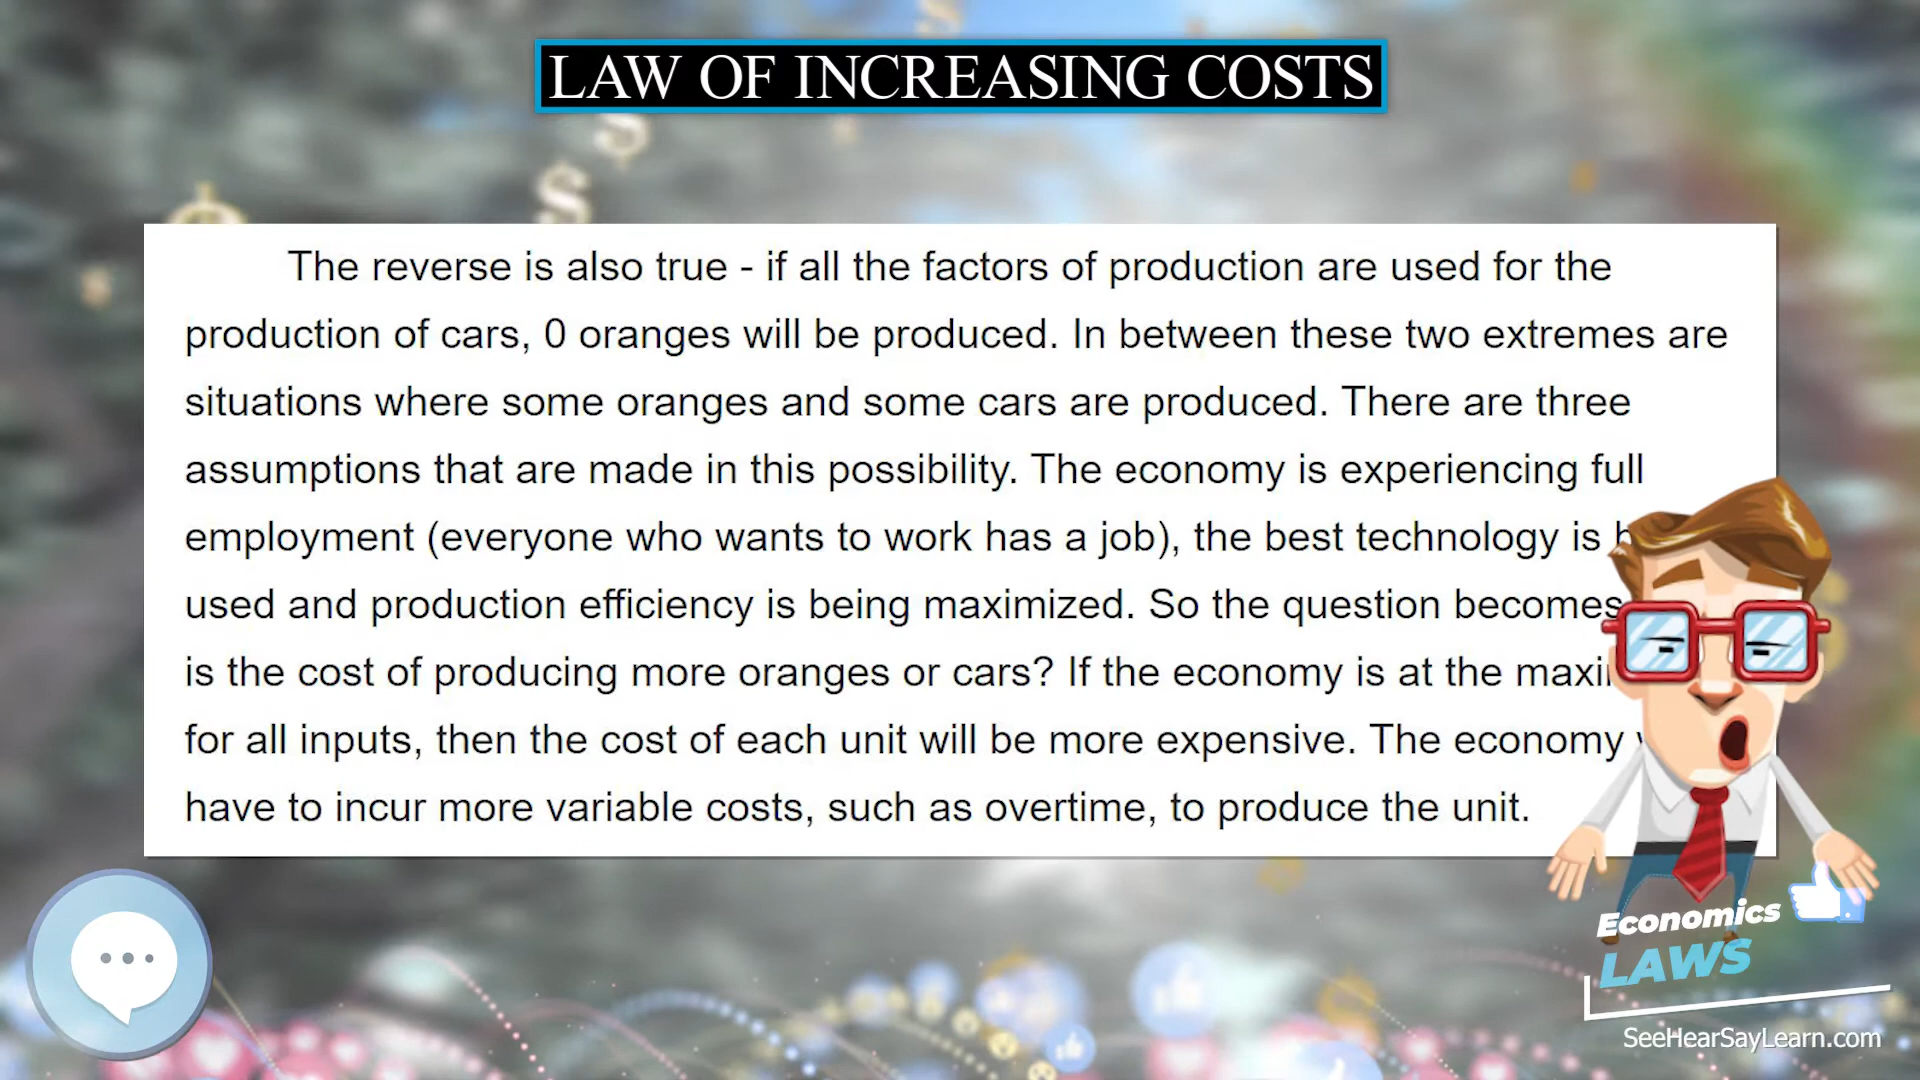 LAW OF INCREASING COSTS
The reverse is also true - if all the factors of production are used for the
production of cars, 0 oranges will be produced. In between these two extremes are
situations where some oranges and some cars are produced. There are three
assumptions that are made in this possibility. The economy is experiencing full
employment (everyone who wants to work has a job), the best technology is
used and production efficiency is being maximized. So the question becomes
is the cost of producing more oranges or cars? If the economy is at the
for all inputs, then the cost of each unit will be more expensive. The economy
have to incur more variable costs, such as overtime, to produce the unit.
Economics
LAWS
SeeHearSayLearn.com